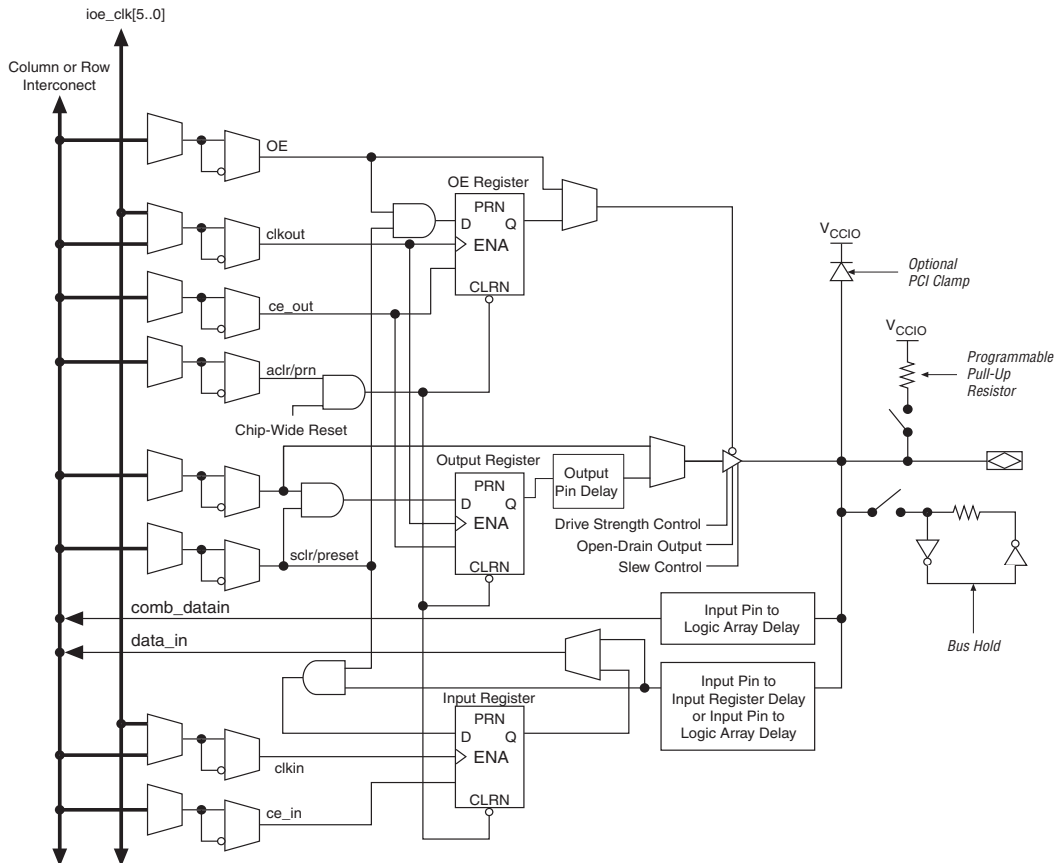 ioe_clk[5..0]
Column or Row
Interconect
OE
OE Register
PRN
D
Q
ENA
CLRN
clkout
ce_out
aclr/prn
Chip-Wide Reset
VCCIO
Optional
PCI Clamp
VCCIO
Programmable
Pull-Up
Resistor
Output Register
PRN
D
Q
ENA
CLRN
Output
Pin Delay
Drive Strength Control
Open-Drain Output
Slew Control
sclr/preset
comb_datain
data_in
Input Pin to
Logic Array Delay
Bus Hold
Input Pin to
Input Register Delay
or Input Pin to
Logic Array Delay
Input Register
PRN
D
Q
ENA
CLRN
clkin
ce_in